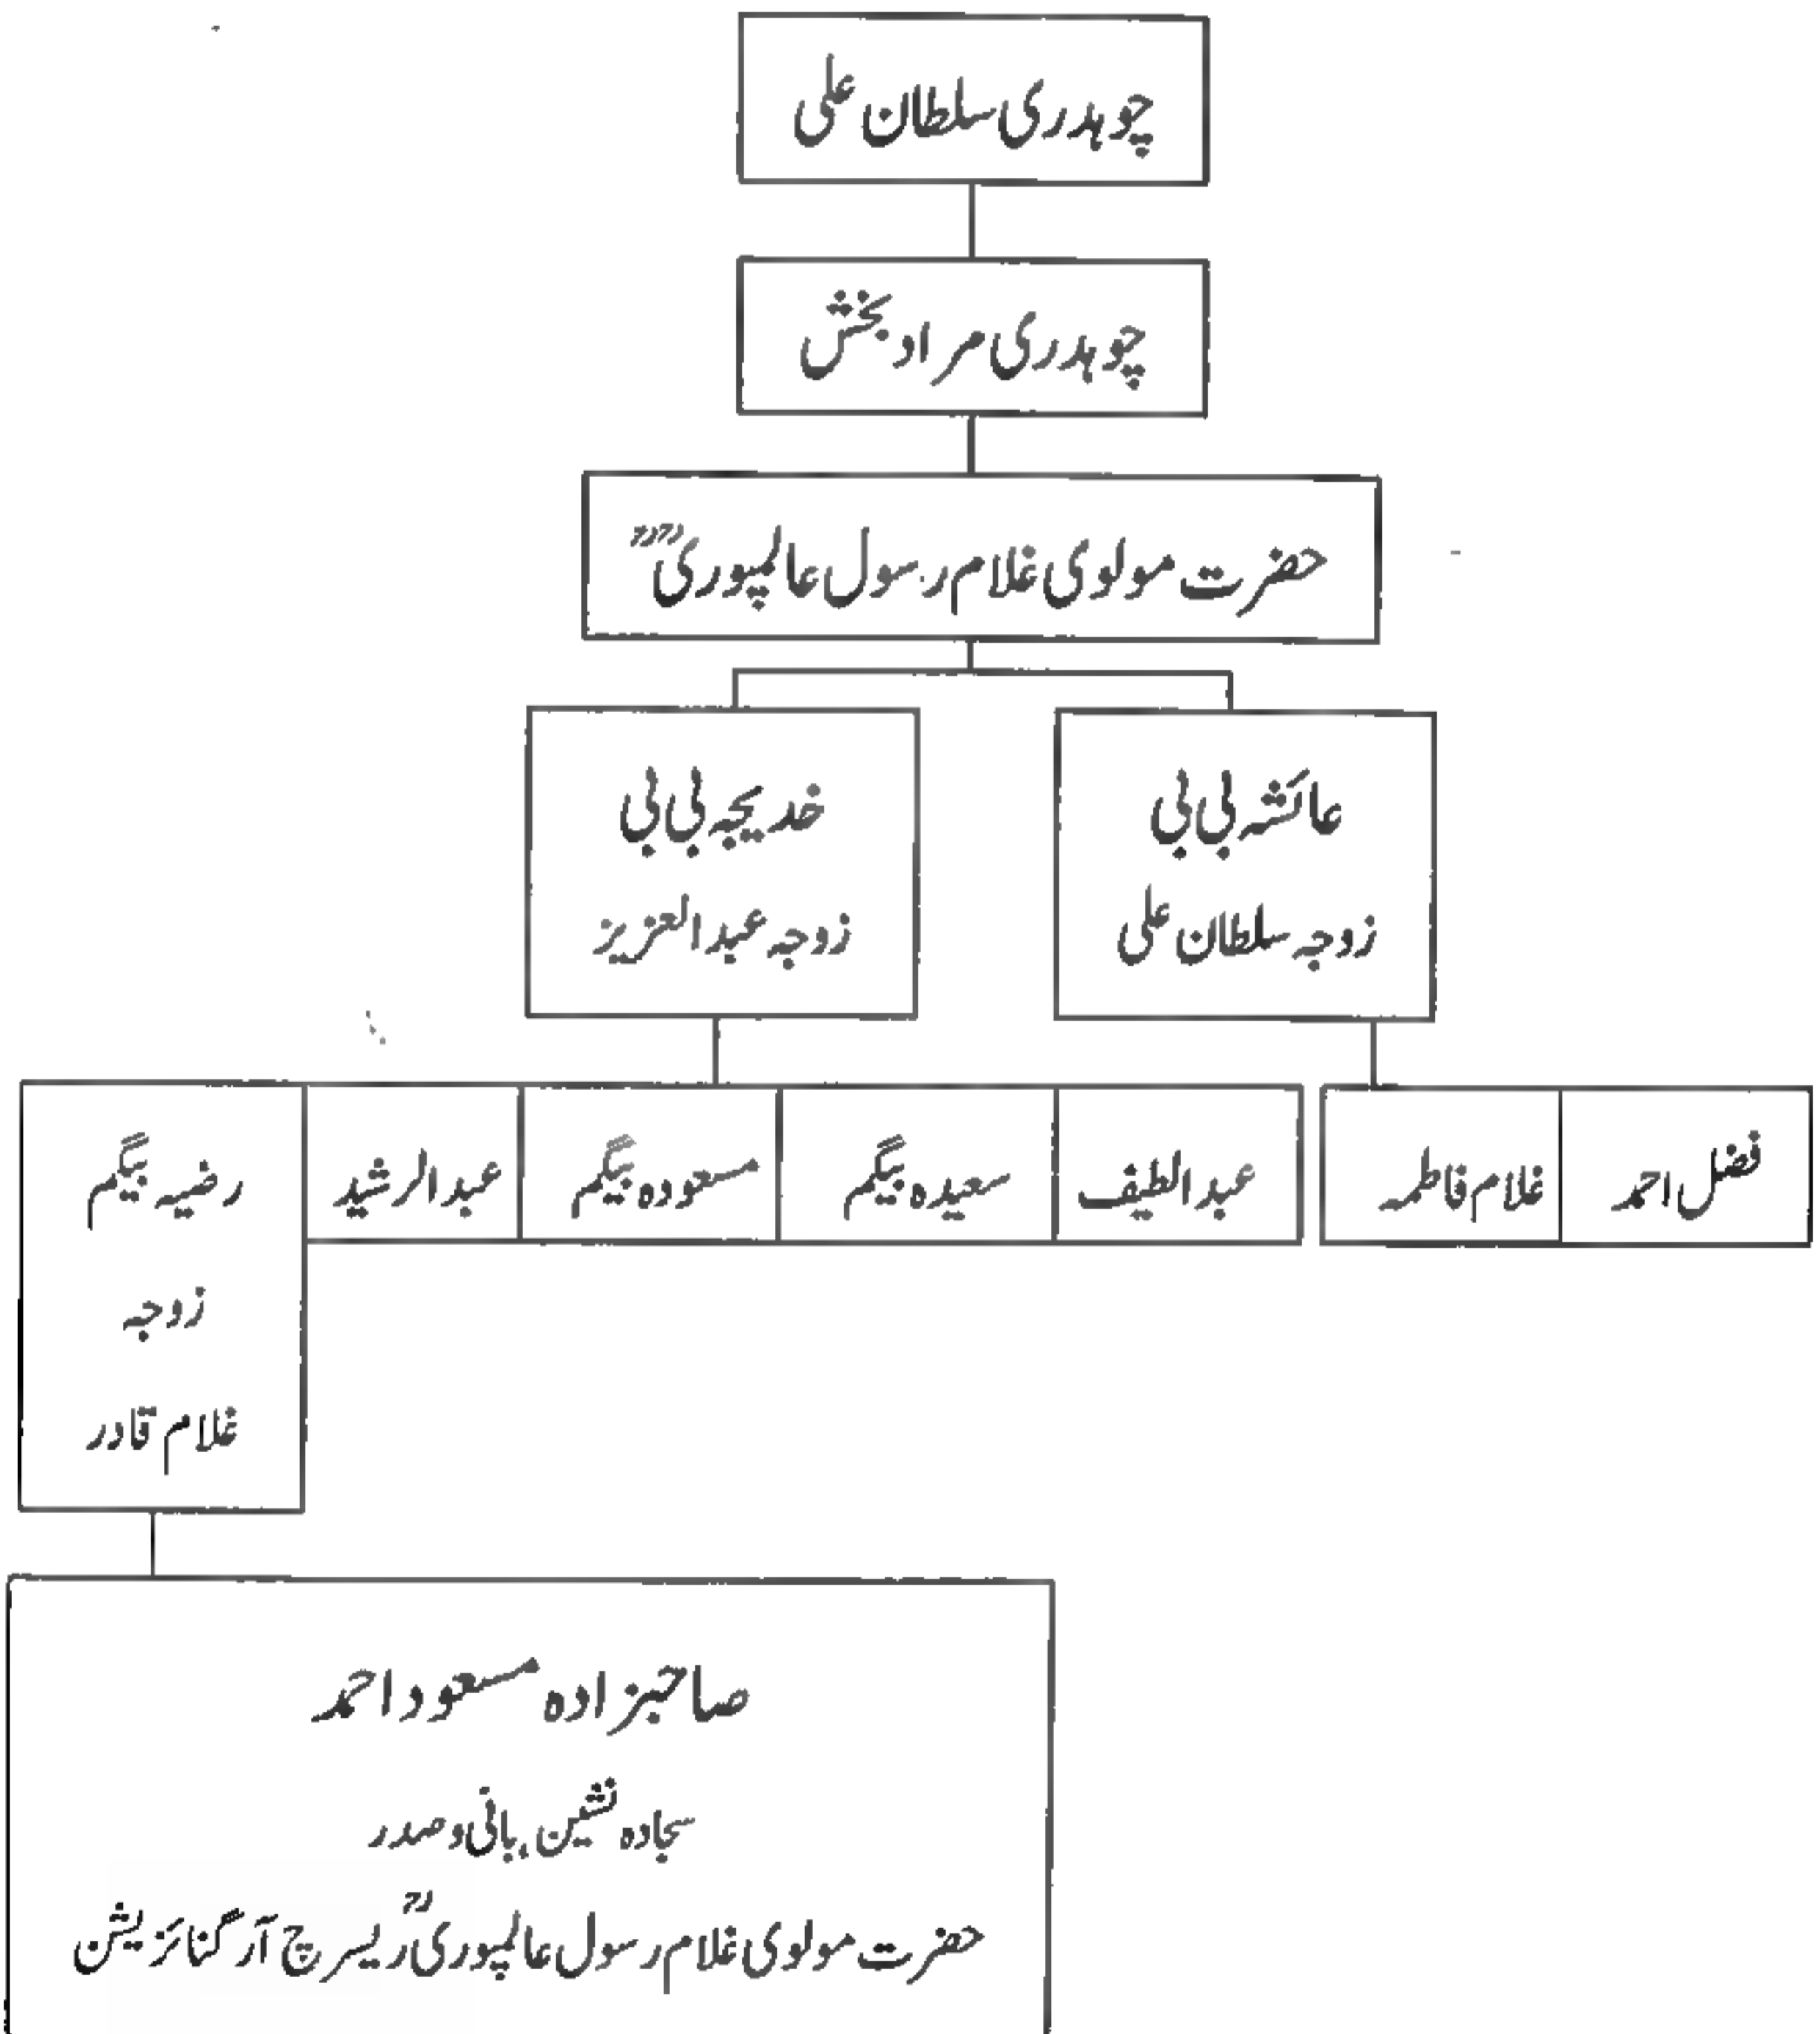 چوہدری سلطان علی
چوہدری مراد بخش
حضرت مولوی غلام رسول عالمپوریؒ
عائشہ بی بی
زوجہ سلطان علی
خدیجہ بی بی
زوجہ عبدالعزیز
فضل احمد
غلام فاطمہ
عبدالطیف
سعیدہ بیگم
مسعودہ بیگم
عبدالرشید
رضیہ بیگم
زوجہ
غلام قادر
صاحبزادہ مسعود احمد
سجادہ نشین، بانی و صدر
حضرت مولوی غلام رسول عالمپوریؒ ریسرچ آرگنائزیشن